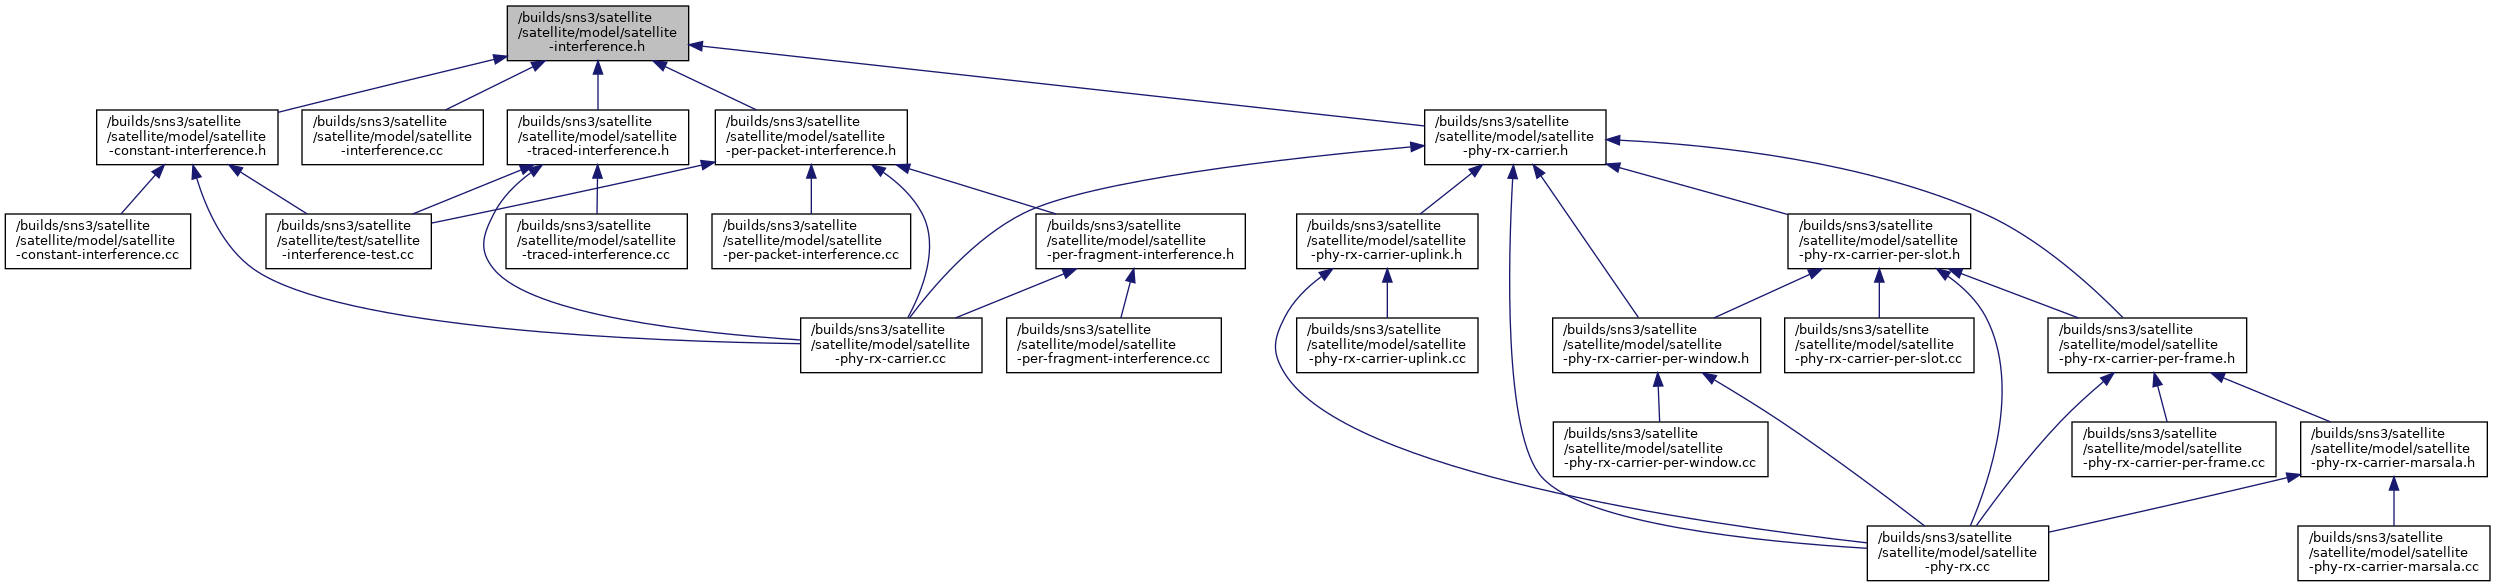 /builds/sns3/satellite
/satellite/model/satellite
-interference.h
/builds/sns3/satellite
/satellite/model/satellite
-constant-interference.h
/builds/sns3/satellite
/satellite/model/satellite
-interference.cc
/builds/sns3/satellite
/satellite/model/satellite
-traced-interference.h
/builds/sns3/satellite
/satellite/model/satellite
-per-packet-interference.h
/builds/sns3/satellite
/satellite/model/satellite
-phy-rx-carrier.h
/builds/sns3/satellite
/satellite/model/satellite
-constant-interference.cc
/builds/sns3/satellite
/satellite/test/satellite
-interference-test.cc
/builds/sns3/satellite
/satellite/model/satellite
-traced-interference.cc
/builds/sns3/satellite
/satellite/model/satellite
-per-packet-interference.cc
/builds/sns3/satellite
/satellite/model/satellite
-per-fragment-interference.h
/builds/sns3/satellite
/satellite/model/satellite
-phy-rx-carrier-uplink.h
/builds/sns3/satellite
/satellite/model/satellite
-phy-rx-carrier-per-slot.h
/builds/sns3/satellite
/satellite/model/satellite
-phy-rx-carrier.cc
/builds/sns3/satellite
/satellite/model/satellite
-per-fragment-interference.cc
/builds/sns3/satellite
/satellite/model/satellite
-phy-rx-carrier-uplink.cc
/builds/sns3/satellite
/satellite/model/satellite
-phy-rx-carrier-per-window.h
/builds/sns3/satellite
/satellite/model/satellite
-phy-rx-carrier-per-slot.cc
/builds/sns3/satellite
/satellite/model/satellite
-phy-rx-carrier-per-frame.h
/builds/sns3/satellite
/satellite/model/satellite
-phy-rx-carrier-per-window.cc
/builds/sns3/satellite
/satellite/model/satellite
-phy-rx-carrier-per-frame.cc
/builds/sns3/satellite
/satellite/model/satellite
-phy-rx-carrier-marsala.h
/builds/sns3/satellite
/satellite/model/satellite
-phy-rx.cc
/builds/sns3/satellite
/satellite/model/satellite
-phy-rx-carrier-marsala.cc